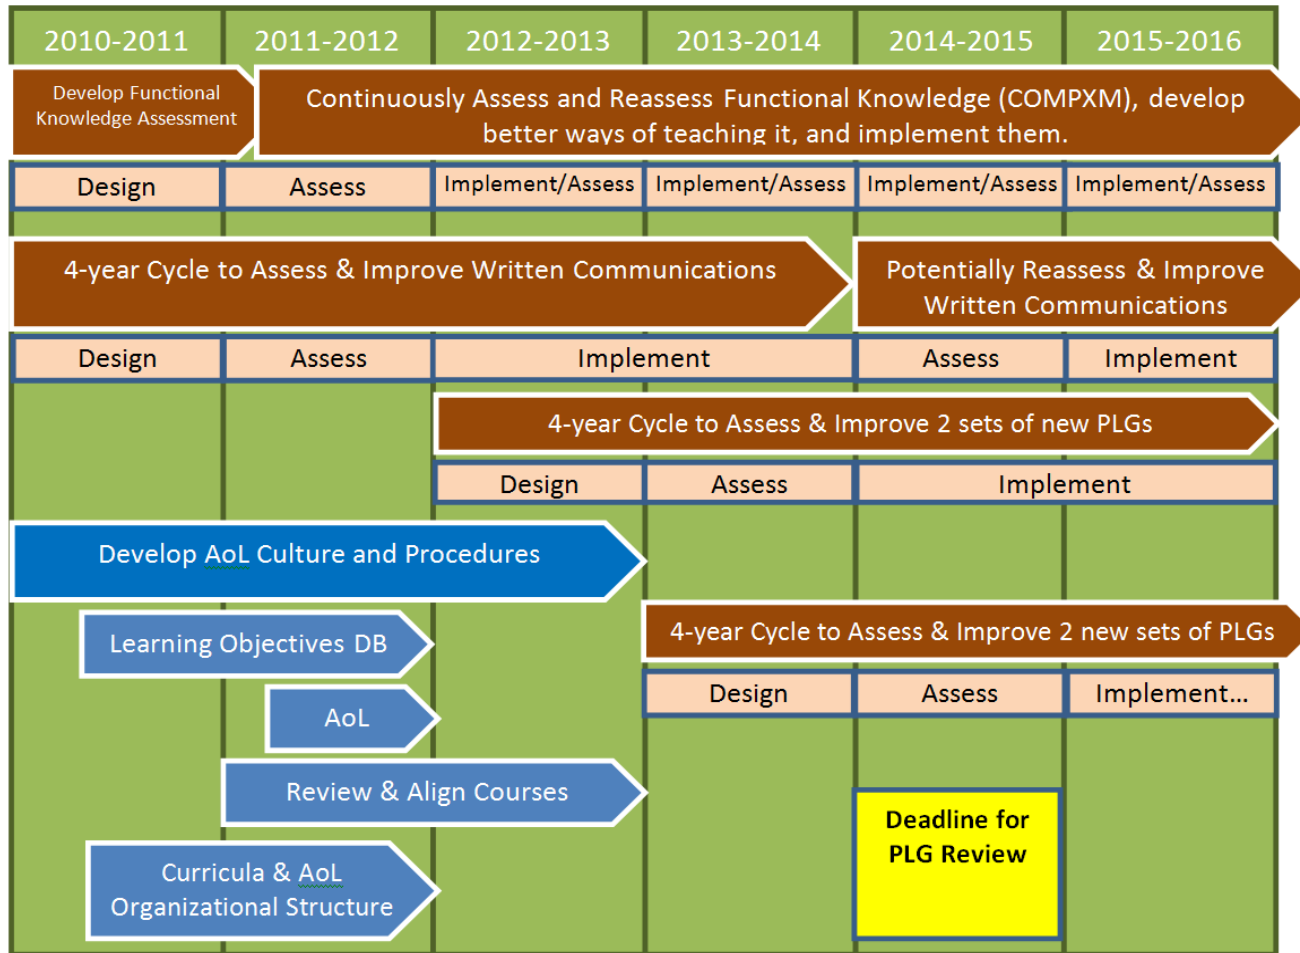 2010-2011 2011-2012 2012-2013 2013-2014 2014-2015 2015-2016
Develop Functional
Knowledge Assessment
Continuously Assess and Reassess Functional Knowledge (COMPXM), develop
better ways of teaching it, and implement them.
Design Assess Implement/Assess Implement/Assess Implement/Assess Implement/Assess
4-year Cycle to Assess & Improve Written Communications
Potentially Reassess & Improve
Written Communications
Design Assess Implement Assess Implement
4-year Cycle to Assess & Improve 2 sets of new PLGs
Design Assess Implement
Develop AoL Culture and Procedures
Learning Objectives DB
4-year Cycle to Assess & Improve 2 new sets of PLGs
Design Assess Implement...
AoL
Review & Align Courses
Deadline for
PLG Review
Curricula & AoL
Organizational Structure